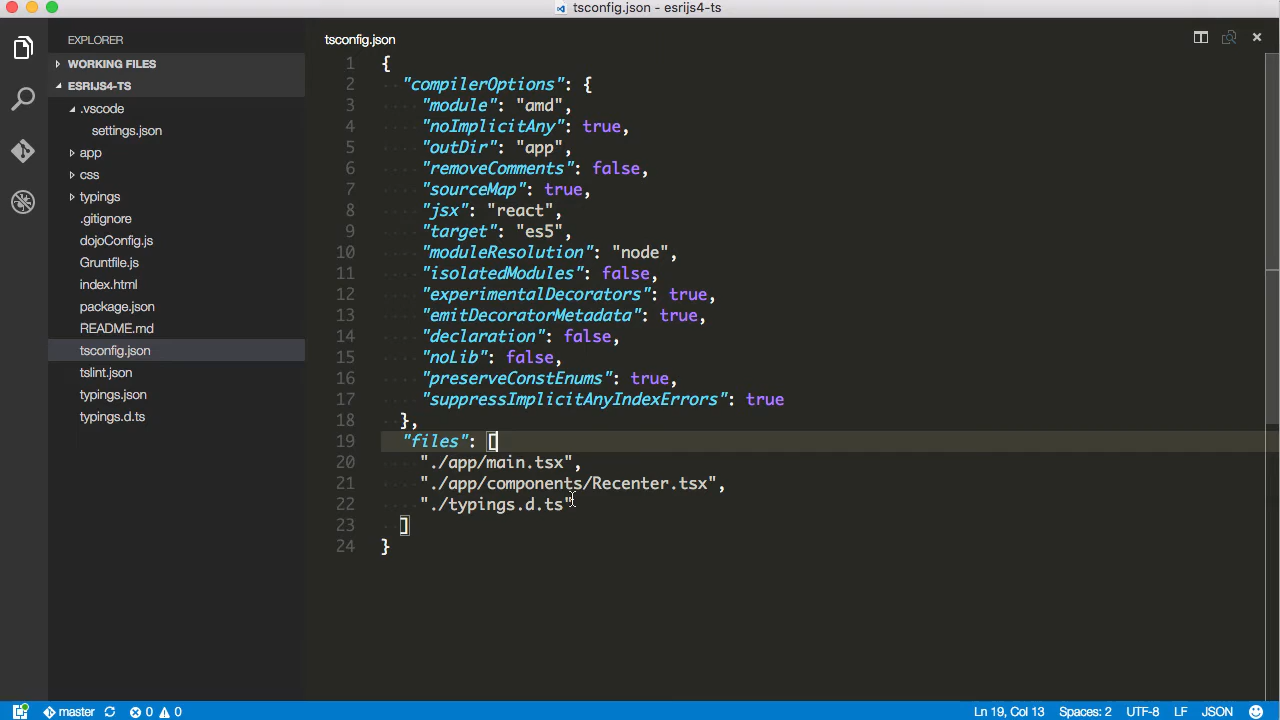 tsconfig.json - esrijs4-ts
EXPLORER
WORKING FILES
ESRIJS4-TS
.vscode
settings.json
app
css
typings
.gitignore
dojoConfig.js
Gruntfile.js
index.html
package.json
README.md
tsconfig.json
tslint.json
typings.json
typings.d.ts
tsconfig.json
1 {
2 "compilerOptions": {
3 "module": "amd",
4 "noImplicitAny": true,
5 "outDir": "app",
6 "removeComments": false,
7 "sourceMap": true,
8 "jsx": "react",
9 "target": "es5",
10 "moduleResolution": "node",
11 "isolatedModules": false,
12 "experimentalDecorators": true,
13 "emitDecoratorMetadata": true,
14 "declaration": false,
15 "noLib": false,
16 "preserveConstEnums": true,
17 "suppressImplicitAnyIndexErrors": true
18 },
19 "files": [
20 "./app/main.tsx",
21 "./app/components/Recenter.tsx",
22 "./typings.d.ts"
23 ]
24 }
master 0 0 Ln 19, Col 13 Spaces: 2 UTF-8 LF JSON